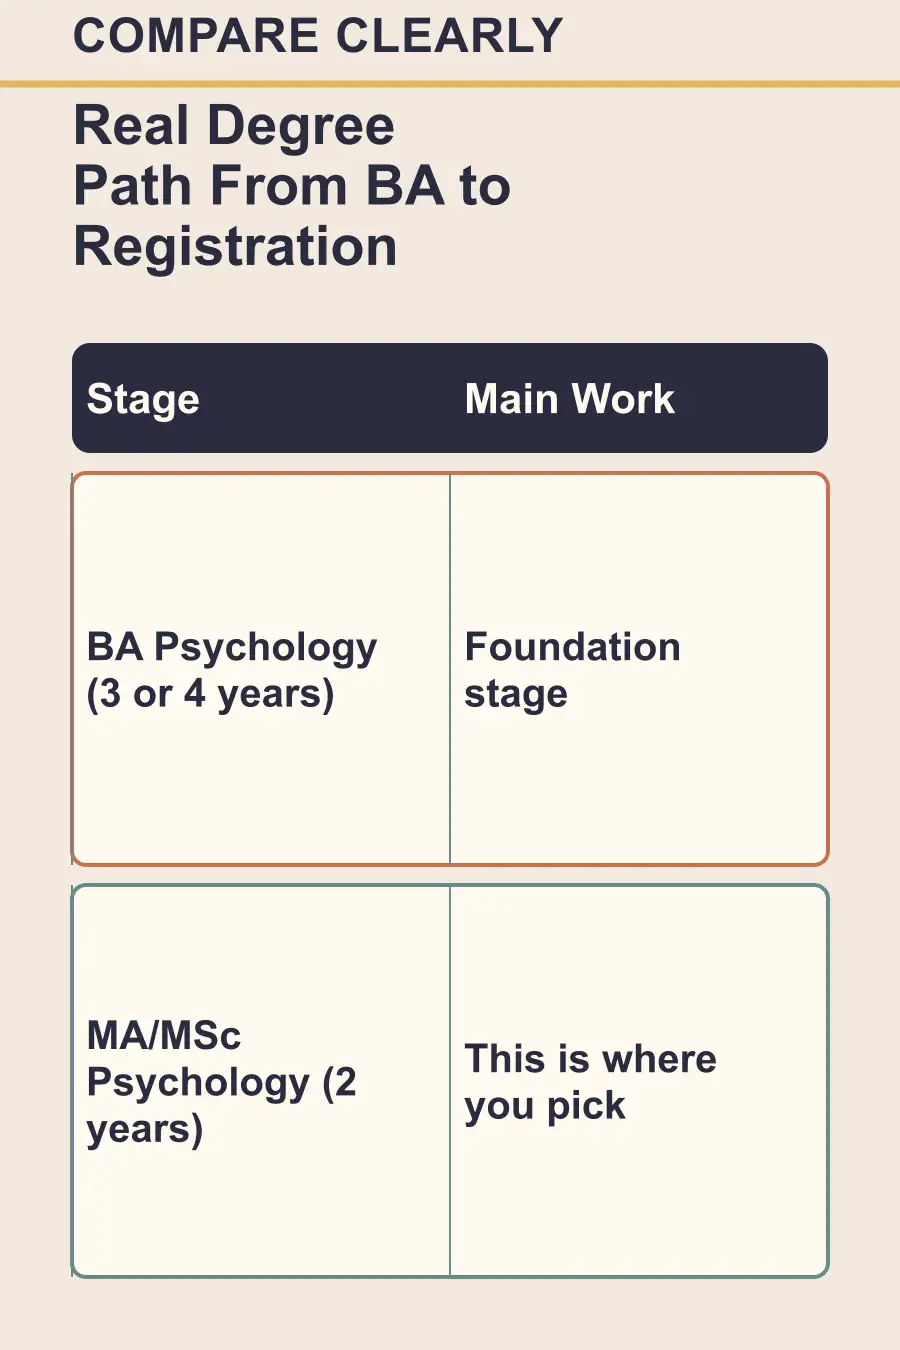 COMPARE CLEARLY
Real Degree
Path From BA to
Registration
Stage
Main Work
BA Psychology
(3 or 4 years)
Foundation
stage
MA/MSc
Psychology (2
years)
This is where
you pick